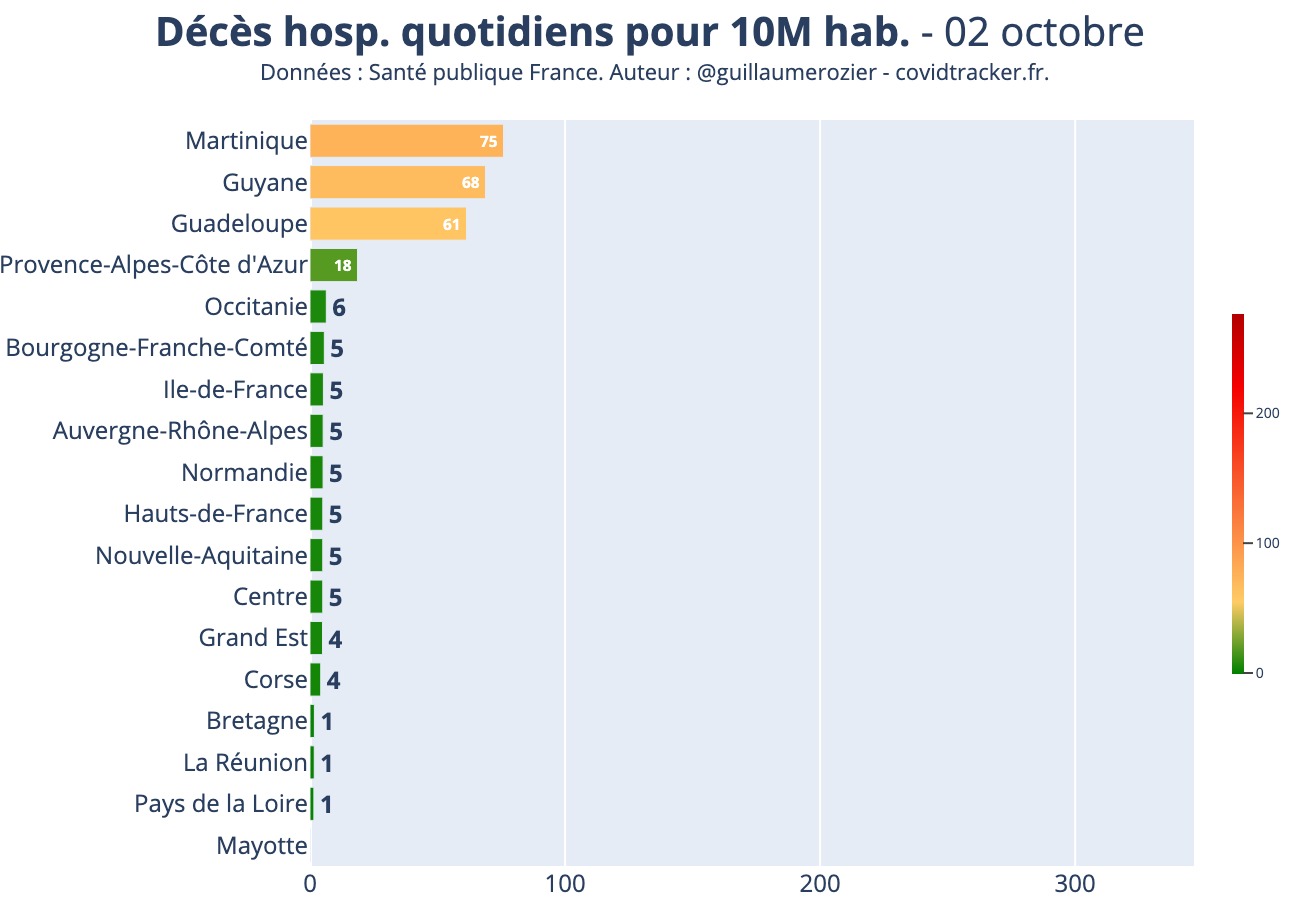 Décès hosp. quotidiens pour 10M hab. - 02 octobre
Données : Santé publique France. Auteur : @guillaumerozier - covidtracker.fr.
Martinique 75
Guyane 68
Guadeloupe 61
Provence-Alpes-Côte d'Azur 18
Occitanie 6
Bourgogne-Franche-Comté 5
Ile-de-France 5
Auvergne-Rhône-Alpes 5
Normandie 5
Hauts-de-France 5
Nouvelle-Aquitaine 5
Centre 5
Grand Est 4
Corse 4
Bretagne 1
La Réunion 1
Pays de la Loire 1
Mayotte
0 100 200 300
200
100
0